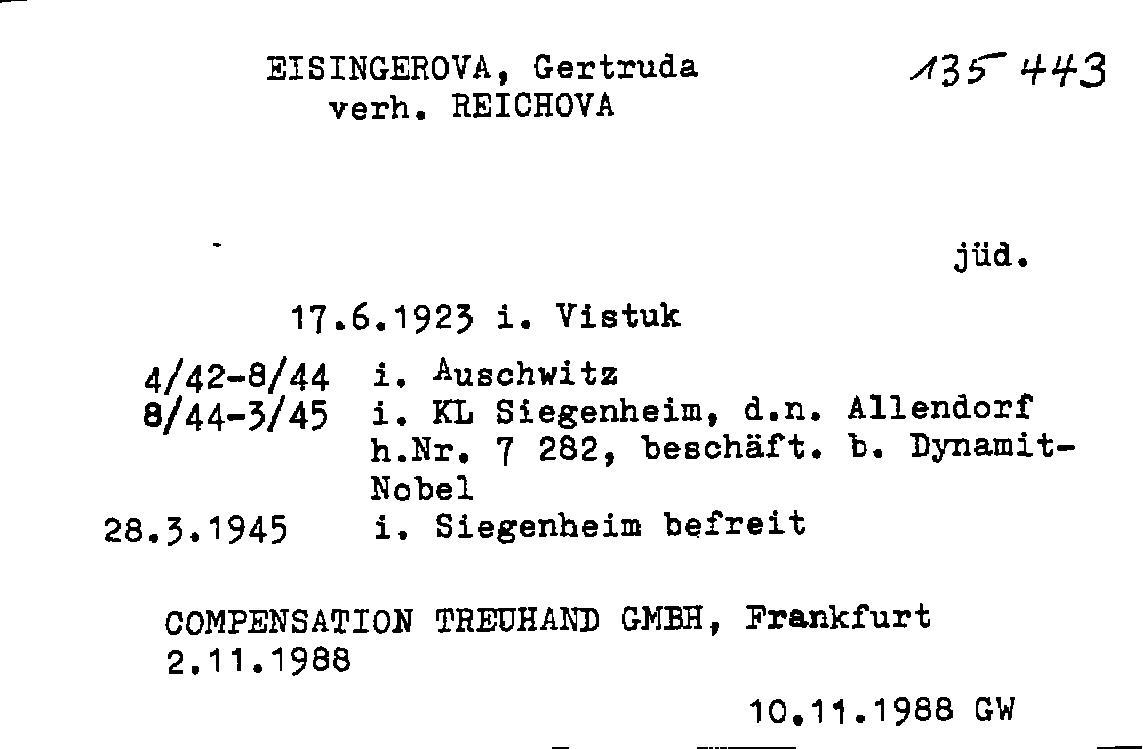 EISINGEROVA, Gertruda 135 443
verh. REICHOVA
jüd.
17.6.1923 i. Vistuk
4/42-8/44 i. Auschwitz
8/44-3/45 i. KL Siegenheim, d.n. Allendorf
h.Nr. 7 282, beschäft. b. Dynamit-
Nobel
28.3.1945 i. Siegenheim befreit
COMPENSATION TREUHAND GMBH, Frankfurt
2.11.1988
10.11.1988 GW